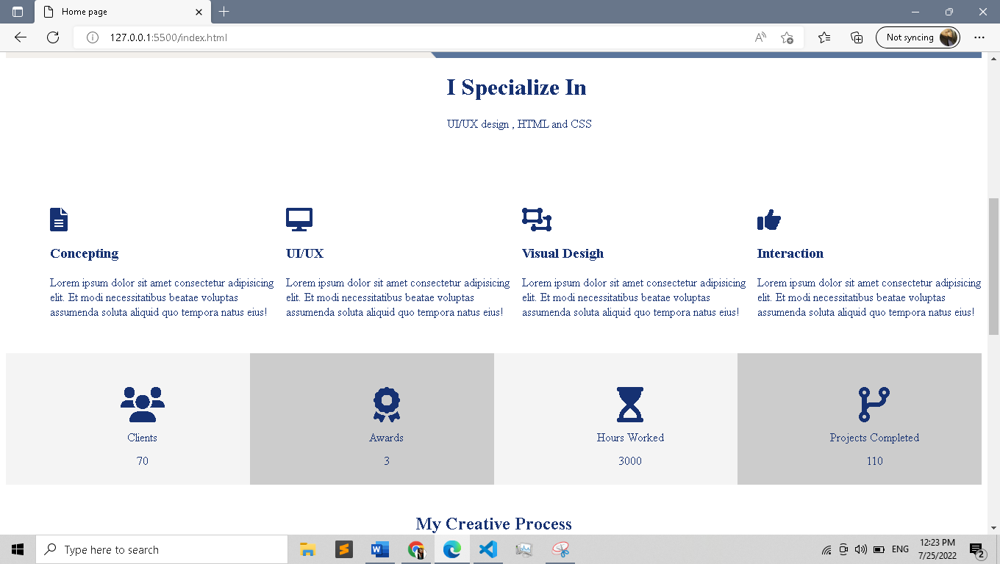 Home page
127.0.0.1:5500/index.html
Not syncing
I Specialize In
UI/UX design , HTML and CSS
Concepting
Lorem ipsum dolor sit amet consectetur adipisicing
elit. Et modi necessitatibus beatae voluptas
assumenda soluta aliquid quo tempora natus eius!
UI/UX
Lorem ipsum dolor sit amet consectetur adipisicing
elit. Et modi necessitatibus beatae voluptas
assumenda soluta aliquid quo tempora natus eius!
Visual Desigh
Lorem ipsum dolor sit amet consectetur adipisicing
elit. Et modi necessitatibus beatae voluptas
assumenda soluta aliquid quo tempora natus eius!
Interaction
Lorem ipsum dolor sit amet consectetur adipisicing
elit. Et modi necessitatibus beatae voluptas
assumenda soluta aliquid quo tempora natus eius!
Clients
70
Awards
3
Hours Worked
3000
Projects Completed
110
My Creative Process
Type here to search
ENG
12:23 PM
7/25/2022
2